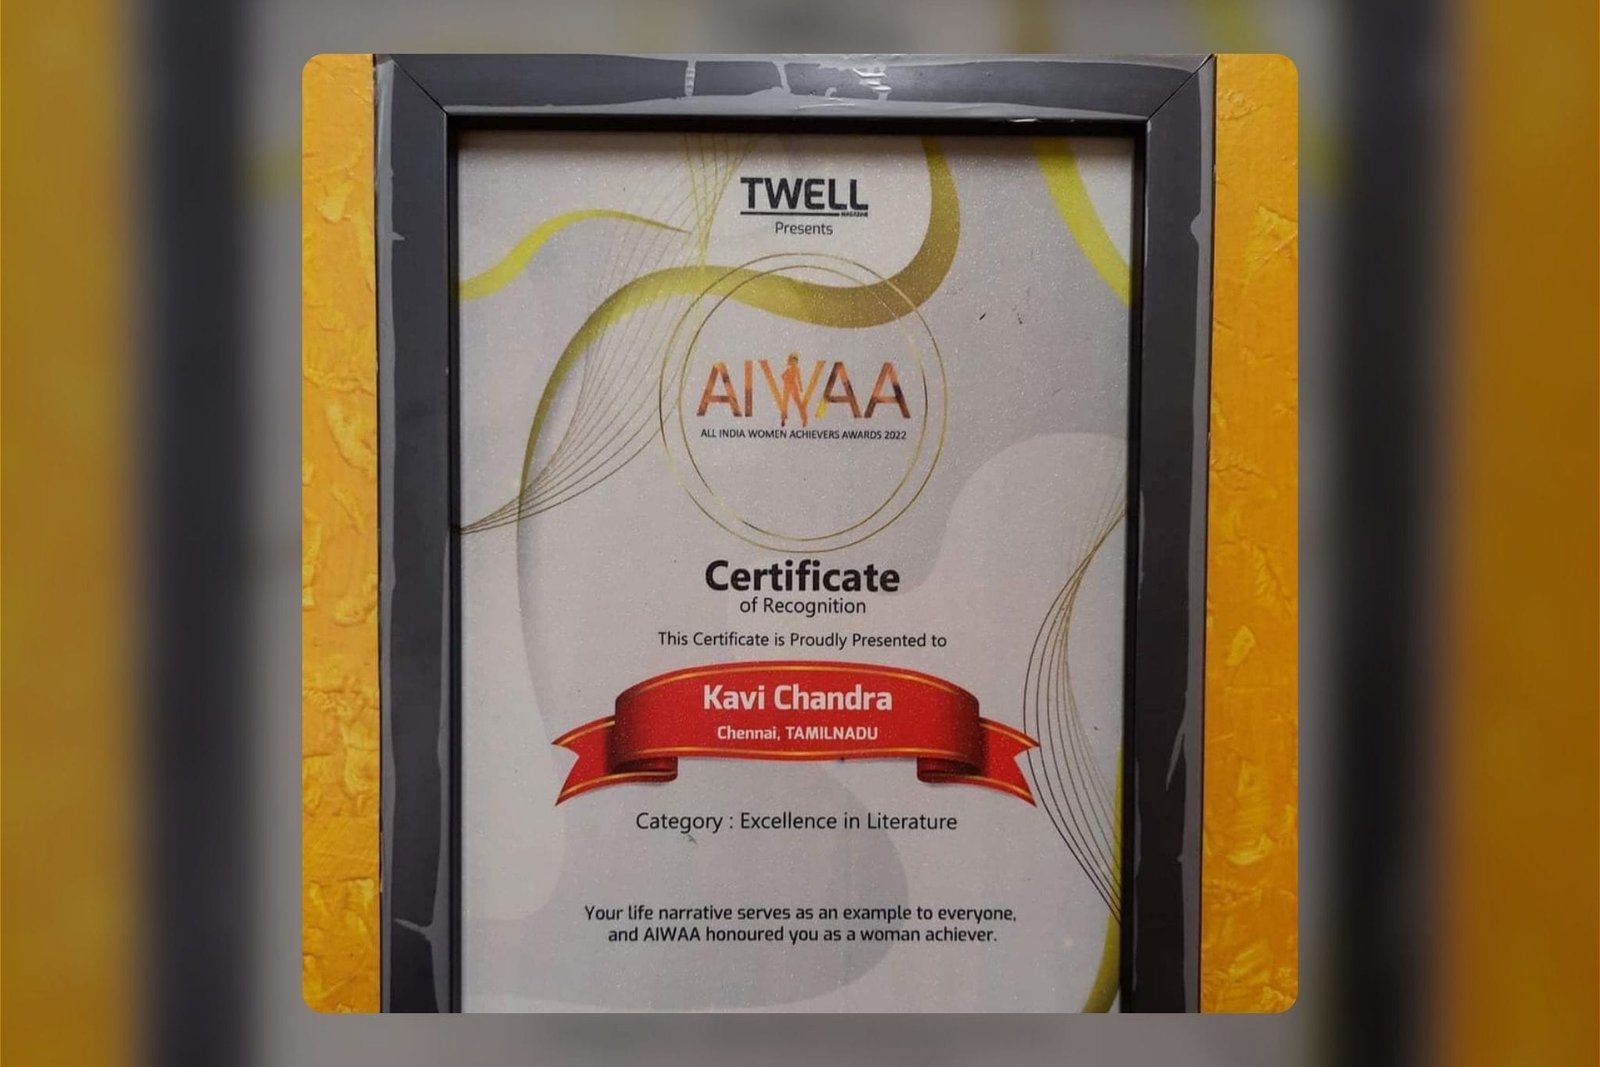 TWELL
MAGAZINE
Presents
AIWAA
ALL INDIA WOMEN ACHIEVERS AWARDS 2022
Certificate
of Recognition
This Certificate is Proudly Presented to
Kavi Chandra
Chennai, TAMILNADU
Category : Excellence in Literature
Your life narrative serves as an example to everyone,
and AIWAA honoured you as a woman achiever.